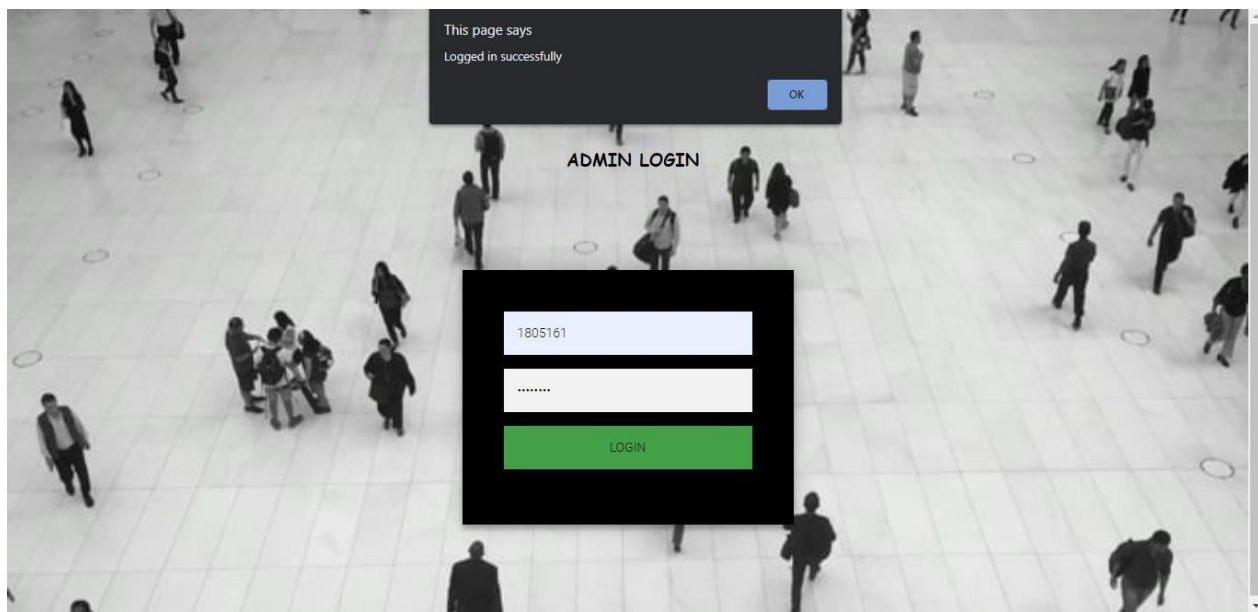 This page says
Logged in successfully
OK
ADMIN LOGIN
1805161
........
LOGIN